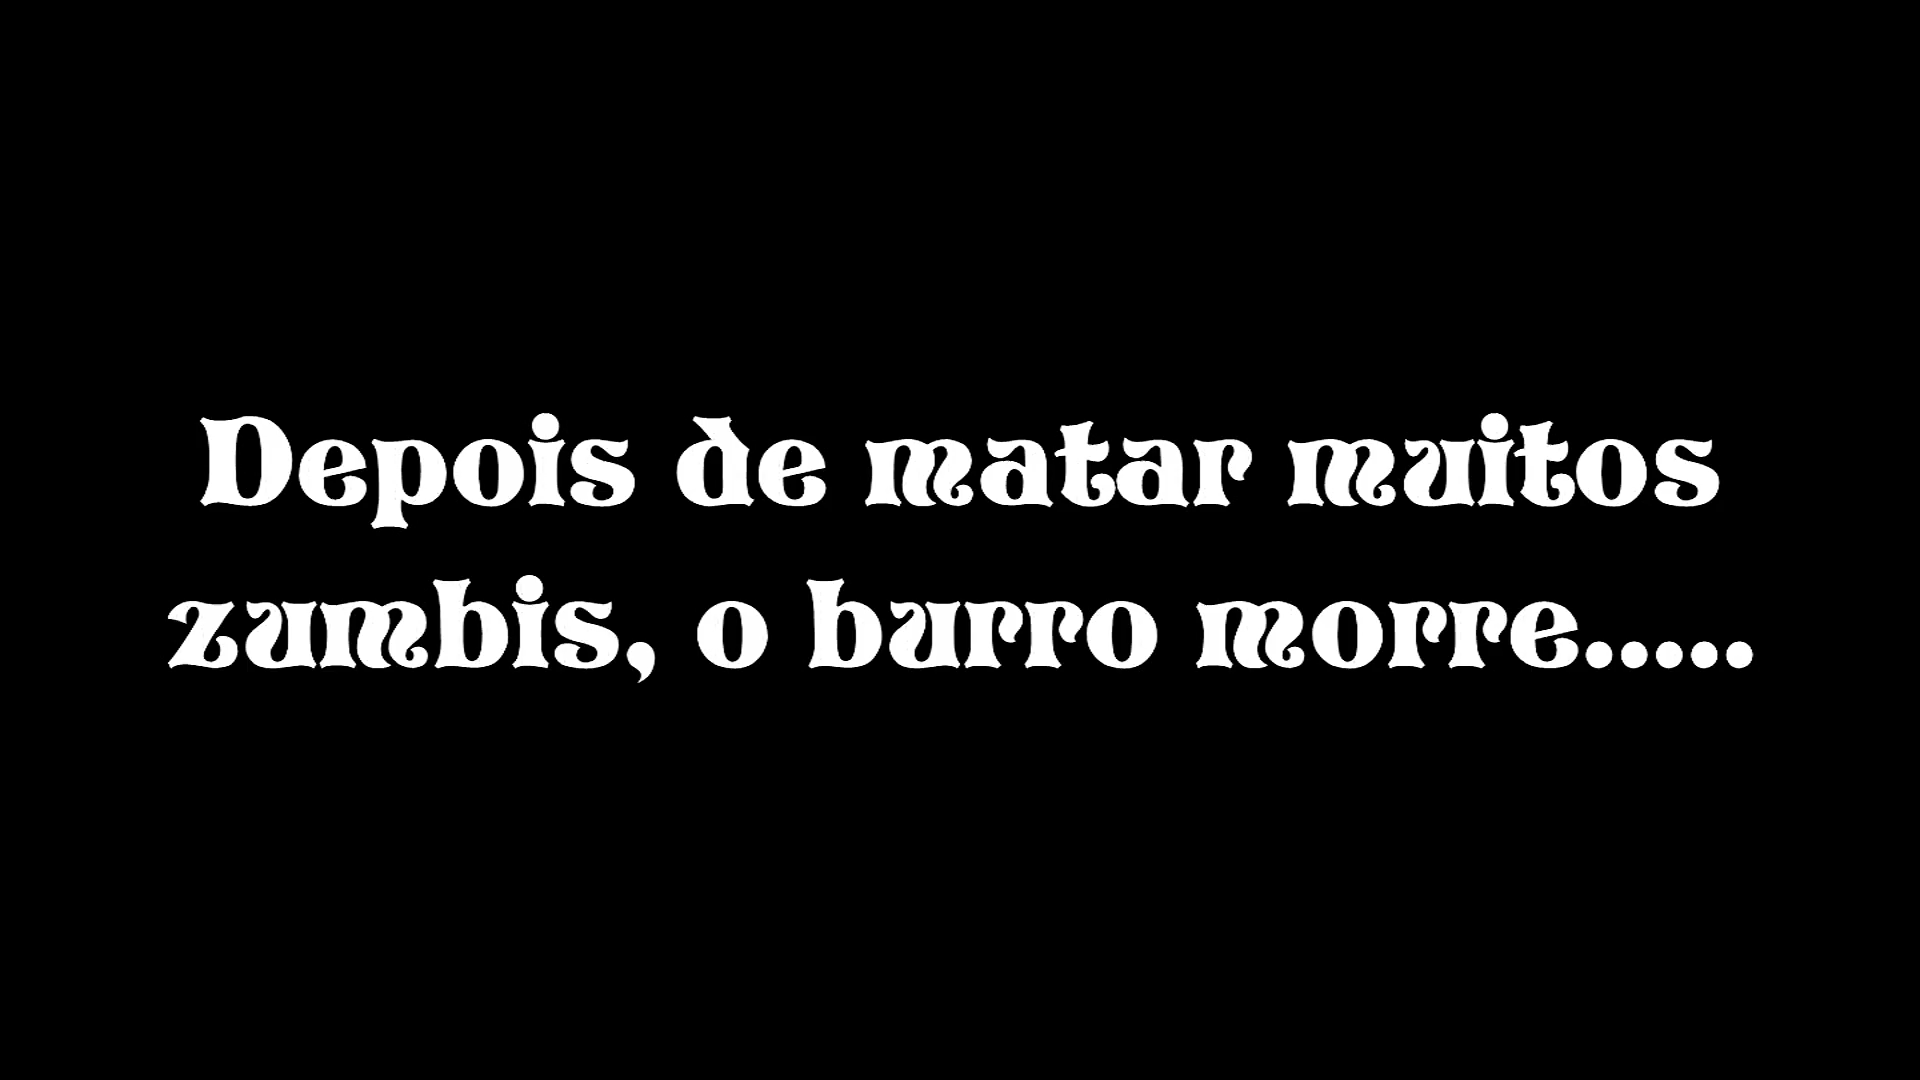 Depois de matar muitos
zumbis, o burro morre.....